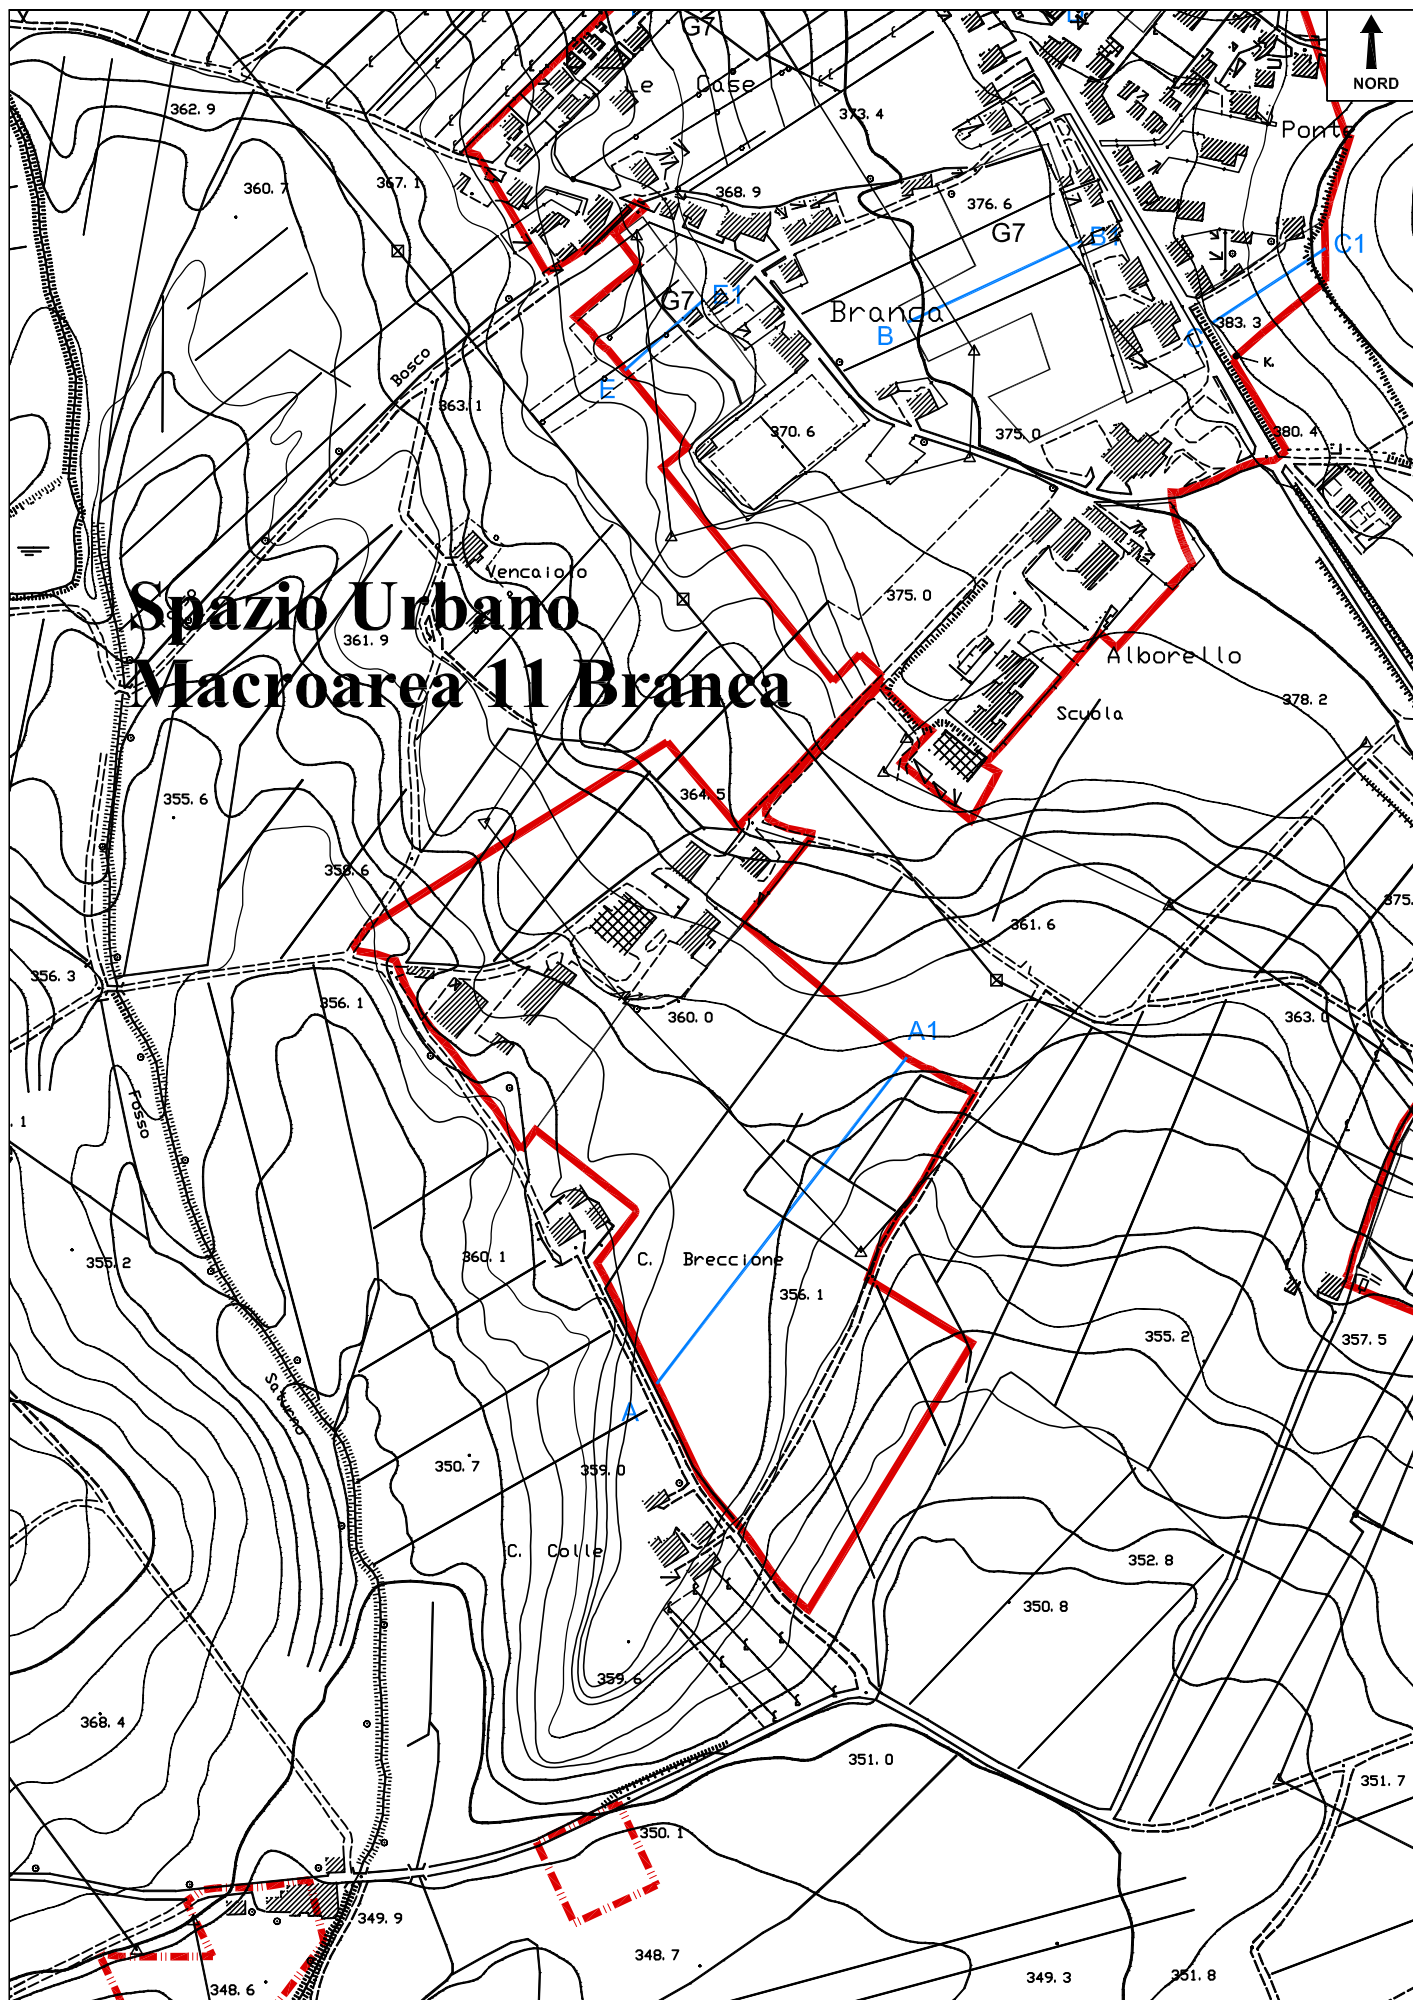 G7
NORD
Le Case
362. 9
373. 4
Ponte
360. 7
367. 1
368. 9
376. 6
G7
B1
C1
G7
E1
Branca
B
383. 3
C
K.
Bosco
E
363. 1
370. 6
375. 0
380. 4
Vencaiolo
375. 0
Spazio Urbano
361. 9
Alborello
Macroarea 11 Branca
378. 2
Scuola
355. 6
364. 5
358. 6
375.
361. 6
356. 3
356. 1
360. 0
363. 0
A1
Fosso
. 1
355. 2
360. 1
C. Breccione
356. 1
355. 2
357. 5
Saturno
A
350. 7
359. 0
C. Colle
352. 8
350. 8
359. 6
368. 4
351. 0
351. 7
350. 1
349. 9
348. 7
349. 3
351. 8
348. 6